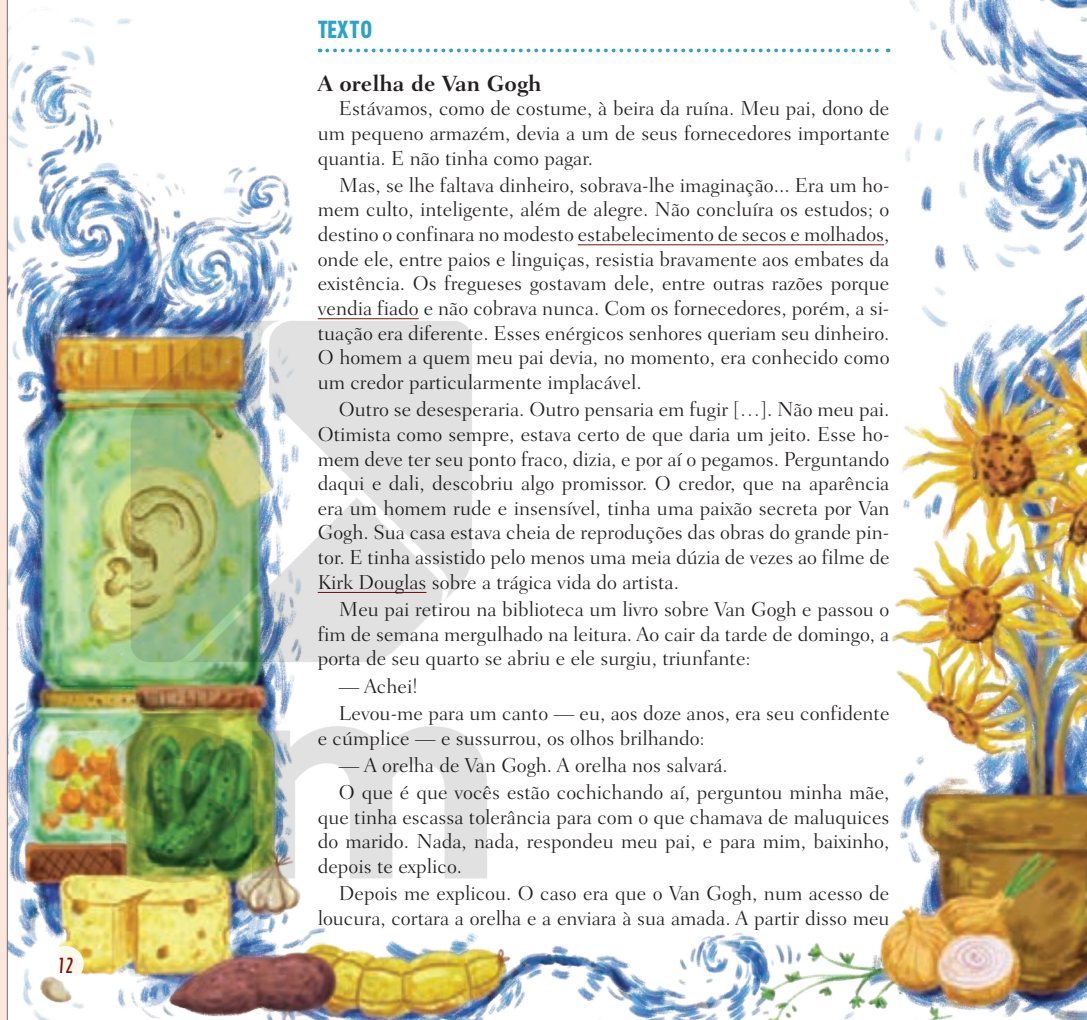 TEXTO
A orelha de Van Gogh
Estávamos, como de costume, à beira da ruína. Meu pai, dono de
um pequeno armazém, devia a um de seus fornecedores importante
quantia. E não tinha como pagar.
Mas, se lhe faltava dinheiro, sobrava-lhe imaginação... Era um ho-
mem culto, inteligente, além de alegre. Não concluíra os estudos; o
destino o confinara no modesto estabelecimento de secos e molhados,
onde ele, entre paios e linguiças, resistia bravamente aos embates da
existência. Os fregueses gostavam dele, entre outras razões porque
vendia fiado e não cobrava nunca. Com os fornecedores, porém, a si-
tuação era diferente. Esses enérgicos senhores queriam seu dinheiro.
O homem a quem meu pai devia, no momento, era conhecido como
um credor particularmente implacável.
Outro se desesperaria. Outro pensaria em fugir […]. Não meu pai.
Otimista como sempre, estava certo de que daria um jeito. Esse ho-
mem deve ter seu ponto fraco, dizia, e por aí o pegamos. Perguntando
daqui e dali, descobriu algo promissor. O credor, que na aparência
era um homem rude e insensível, tinha uma paixão secreta por Van
Gogh. Sua casa estava cheia de reproduções das obras do grande pin-
tor. E tinha assistido pelo menos uma meia dúzia de vezes ao filme de
Kirk Douglas sobre a trágica vida do artista.
Meu pai retirou na biblioteca um livro sobre Van Gogh e passou o
fim de semana mergulhado na leitura. Ao cair da tarde de domingo, a
porta de seu quarto se abriu e ele surgiu, triunfante:
— Achei!
Levou-me para um canto — eu, aos doze anos, era seu confidente
e cúmplice — e sussurrou, os olhos brilhando:
— A orelha de Van Gogh. A orelha nos salvará.
O que é que vocês estão cochichando aí, perguntou minha mãe,
que tinha escassa tolerância para com o que chamava de maluquices
do marido. Nada, nada, respondeu meu pai, e para mim, baixinho,
depois te explico.
Depois me explicou. O caso era que o Van Gogh, num acesso de
loucura, cortara a orelha e a enviara à sua amada. A partir disso meu
12